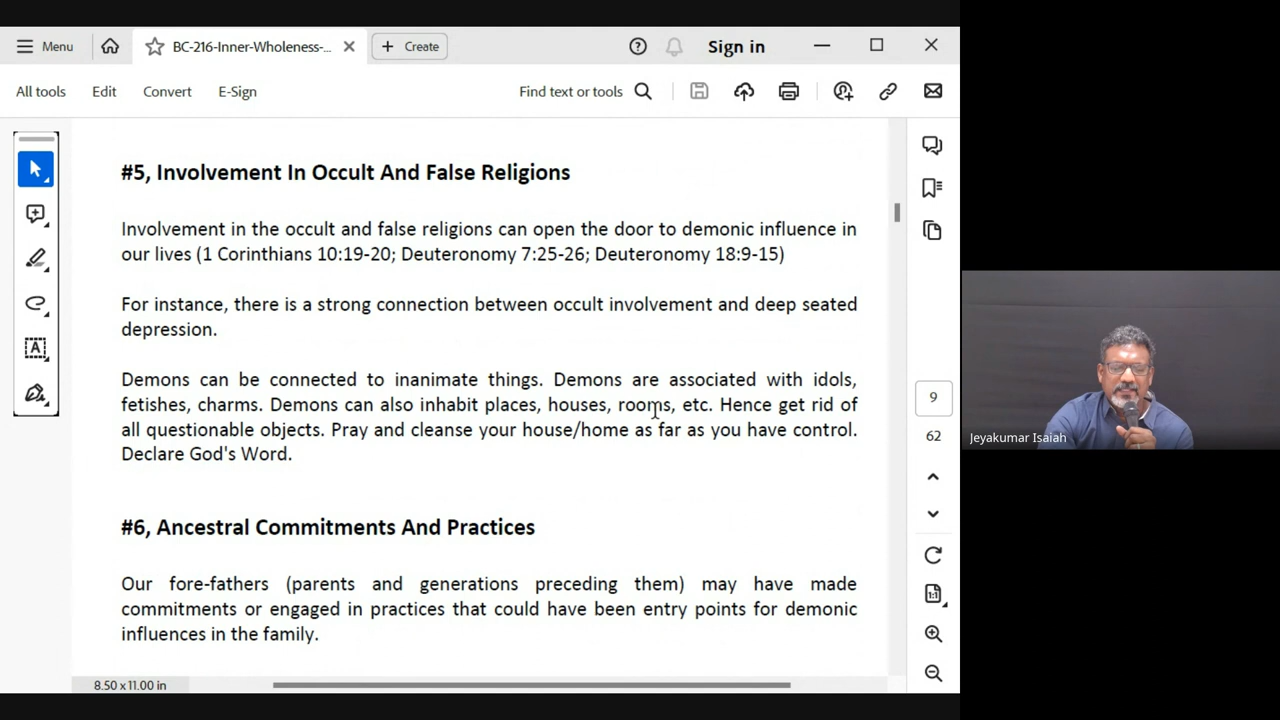 Menu
BC-216-Inner-Wholeness-...
Create
Sign in
All tools
Edit
Convert
E-Sign
Find text or tools
#5, Involvement In Occult And False Religions
Involvement in the occult and false religions can open the door to demonic influence in
our lives (1 Corinthians 10:19-20; Deuteronomy 7:25-26; Deuteronomy 18:9-15)
For instance, there is a strong connection between occult involvement and deep seated
depression.
Demons can be connected to inanimate things. Demons are associated with idols,
fetishes, charms. Demons can also inhabit places, houses, rooms, etc. Hence get rid of
all questionable objects. Pray and cleanse your house/home as far as you have control.
Declare God's Word.
#6, Ancestral Commitments And Practices
Our fore-fathers (parents and generations preceding them) may have made
commitments or engaged in practices that could have been entry points for demonic
influences in the family.
8.50 x 11.00 in
9
62
1:1
Jeyakumar Isaiah